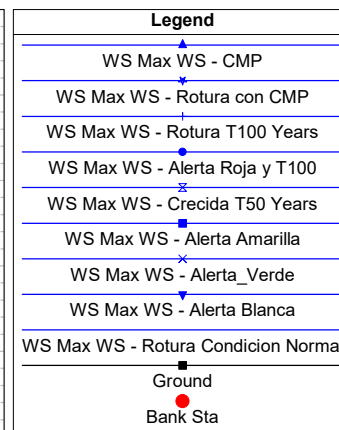 Legend
WS Max WS - CMP
WS Max WS - Rotura con CMP
WS Max WS - Rotura T100 Years
WS Max WS - Alerta Roja y T100
WS Max WS - Crecida T50 Years
WS Max WS - Alerta Amarilla
WS Max WS - Alerta_Verde
WS Max WS - Alerta Blanca
WS Max WS - Rotura Condicion Norma
Ground
Bank Sta